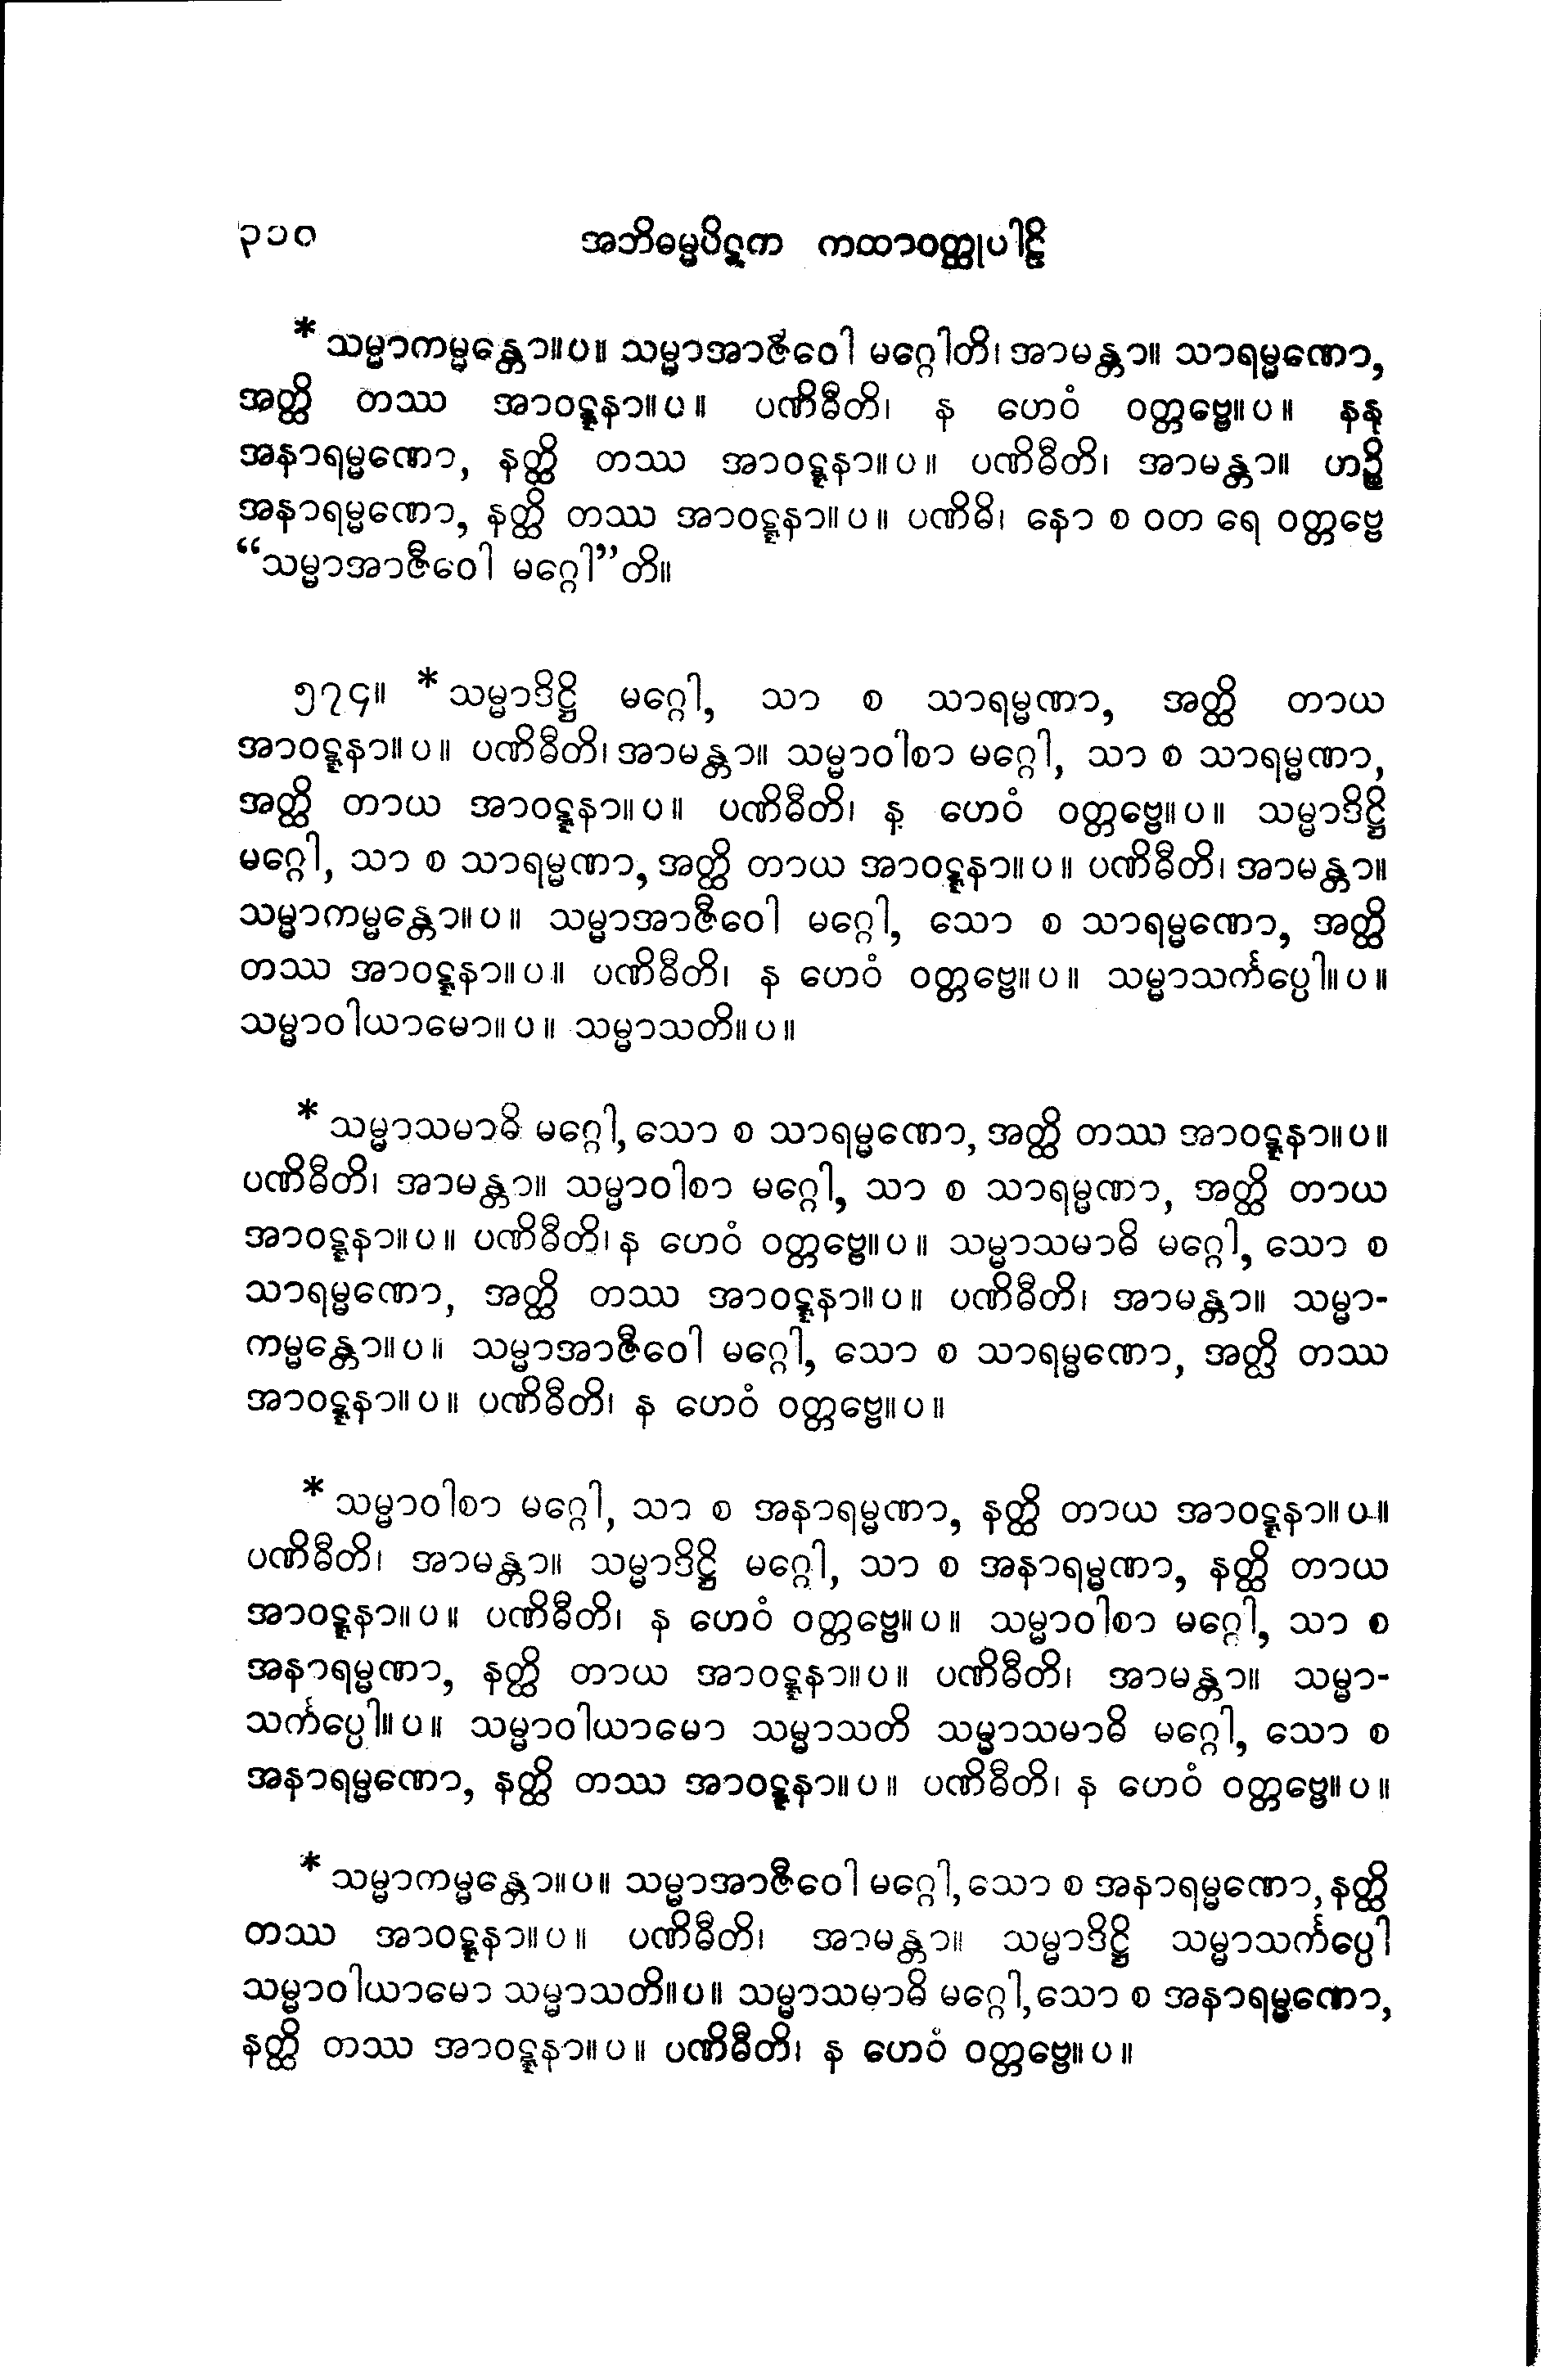 ၃၁၀ အဘိဓမ္မပိဋက ကထာဝတ္ထုပါဠိ
* သမ္မာကမ္မန္တော။ပ။ သမ္မာအာဇီဝေါ မဂ္ဂေါတိ၊ အာမန္တာ။ သာရမ္မဏော,
အတ္ထိ တဿ အာဝဋ္ဋနာ။ပ။ ပဏိဓီတိ၊ န ဟေဝံ ဝတ္တဗ္ဗေ။ပ။ နနု
အနာရမ္မဏော, နတ္ထိ တဿ အာဝဋ္ဋနာ။ပ။ ပဏိဓီတိ၊ အာမန္တာ။ ဟဉ္စိ
အနာရမ္မဏော, နတ္ထိ တဿ အာဝဋ္ဋနာ။ပ။ ပဏိဓိ၊ နော စ ဝတ ရေ ဝတ္တဗ္ဗေ
“သမ္မာအာဇီဝေါ မဂ္ဂေါ”တိ။
၅၇၄။ * သမ္မာဒိဋ္ဌိ မဂ္ဂေါ, သာ စ သာရမ္မဏာ, အတ္ထိ တာယ
အာဝဋ္ဋနာ။ပ။ ပဏိဓီတိ၊ အာမန္တာ။ သမ္မာဝါစာ မဂ္ဂေါ, သာ စ သာရမ္မဏာ,
အတ္ထိ တာယ အာဝဋ္ဋနာ။ပ။ ပဏိဓီတိ၊ န ဟေဝံ ဝတ္တဗ္ဗေ။ပ။ သမ္မာဒိဋ္ဌိ
မဂ္ဂေါ, သာ စ သာရမ္မဏာ, အတ္ထိ တာယ အာဝဋ္ဋနာ။ပ။ ပဏိဓီတိ၊ အာမန္တာ။
သမ္မာကမ္မန္တော။ပ။ သမ္မာအာဇီဝေါ မဂ္ဂေါ, သော စ သာရမ္မဏော, အတ္ထိ
တဿ အာဝဋ္ဋနာ။ပ။ ပဏိဓီတိ၊ န ဟေဝံ ဝတ္တဗ္ဗေ။ပ။ သမ္မာသင်္ကပ္ပေါ။ပ။
သမ္မာဝါယာမော။ပ။ သမ္မာသတိ။ပ။
* သမ္မာသမာဓိ မဂ္ဂေါ, သော စ သာရမ္မဏော, အတ္ထိ တဿ အာဝဋ္ဋနာ။ပ။
ပဏိဓီတိ၊ အာမန္တာ။ သမ္မာဝါစာ မဂ္ဂေါ, သာ စ သာရမ္မဏာ, အတ္ထိ တာယ
အာဝဋ္ဋနာ။ပ။ ပဏိဓီတိ၊ န ဟေဝံ ဝတ္တဗ္ဗေ။ပ။ သမ္မာသမာဓိ မဂ္ဂေါ, သော စ
သာရမ္မဏော, အတ္ထိ တဿ အာဝဋ္ဋနာ။ပ။ ပဏိဓီတိ၊ အာမန္တာ။ သမ္မာ-
ကမ္မန္တော။ပ။ သမ္မာအာဇီဝေါ မဂ္ဂေါ, သော စ သာရမ္မဏော, အတ္ထိ တဿ
အာဝဋ္ဋနာ။ပ။ ပဏိဓီတိ၊ န ဟေဝံ ဝတ္တဗ္ဗေ။ပ။
* သမ္မာဝါစာ မဂ္ဂေါ, သာ စ အနာရမ္မဏာ, နတ္ထိ တာယ အာဝဋ္ဋနာ။ပ။
ပဏိဓီတိ၊ အာမန္တာ။ သမ္မာဒိဋ္ဌိ မဂ္ဂေါ, သာ စ အနာရမ္မဏာ, နတ္ထိ တာယ
အာဝဋ္ဋနာ။ပ။ ပဏိဓီတိ၊ န ဟေဝံ ဝတ္တဗ္ဗေ။ပ။ သမ္မာဝါစာ မဂ္ဂေါ, သာ စ
အနာရမ္မဏာ, နတ္ထိ တာယ အာဝဋ္ဋနာ။ပ။ ပဏိဓီတိ၊ အာမန္တာ။ သမ္မာ-
သင်္ကပ္ပေါ။ပ။ သမ္မာဝါယာမော သမ္မာသတိ သမ္မာသမာဓိ မဂ္ဂေါ, သော စ
အနာရမ္မဏော, နတ္ထိ တဿ အာဝဋ္ဋနာ။ပ။ ပဏိဓီတိ၊ န ဟေဝံ ဝတ္တဗ္ဗေ။ပ။
* သမ္မာကမ္မန္တော။ပ။ သမ္မာအာဇီဝေါ မဂ္ဂေါ, သော စ အနာရမ္မဏော, နတ္ထိ
တဿ အာဝဋ္ဋနာ။ပ။ ပဏိဓီတိ၊ အာမန္တာ။ သမ္မာဒိဋ္ဌိ သမ္မာသင်္ကပ္ပေါ
သမ္မာဝါယာမော သမ္မာသတိ။ပ။ သမ္မာသမာဓိ မဂ္ဂေါ, သော စ အနာရမ္မဏော,
နတ္ထိ တဿ အာဝဋ္ဋနာ။ပ။ ပဏိဓီတိ၊ န ဟေဝံ ဝတ္တဗ္ဗေ။ပ။